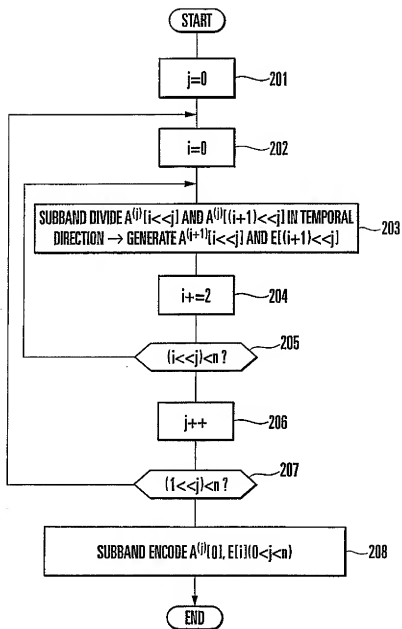 START
j=0
201
i=0
202
SUBBAND DIVIDE A⁽ʲ⁾[i<<j] AND A⁽ʲ⁾[(i+1)<<j] IN TEMPORAL
DIRECTION → GENERATE A⁽ⁱ⁺¹⁾[i<<j] AND E[(i+1)<<j]
203
i+=2
204
(i<<j)<n?
205
j++
206
(1<<j)<n?
207
SUBBAND ENCODE A⁽ʲ⁾[0], E[i](0<j<n)
208
END